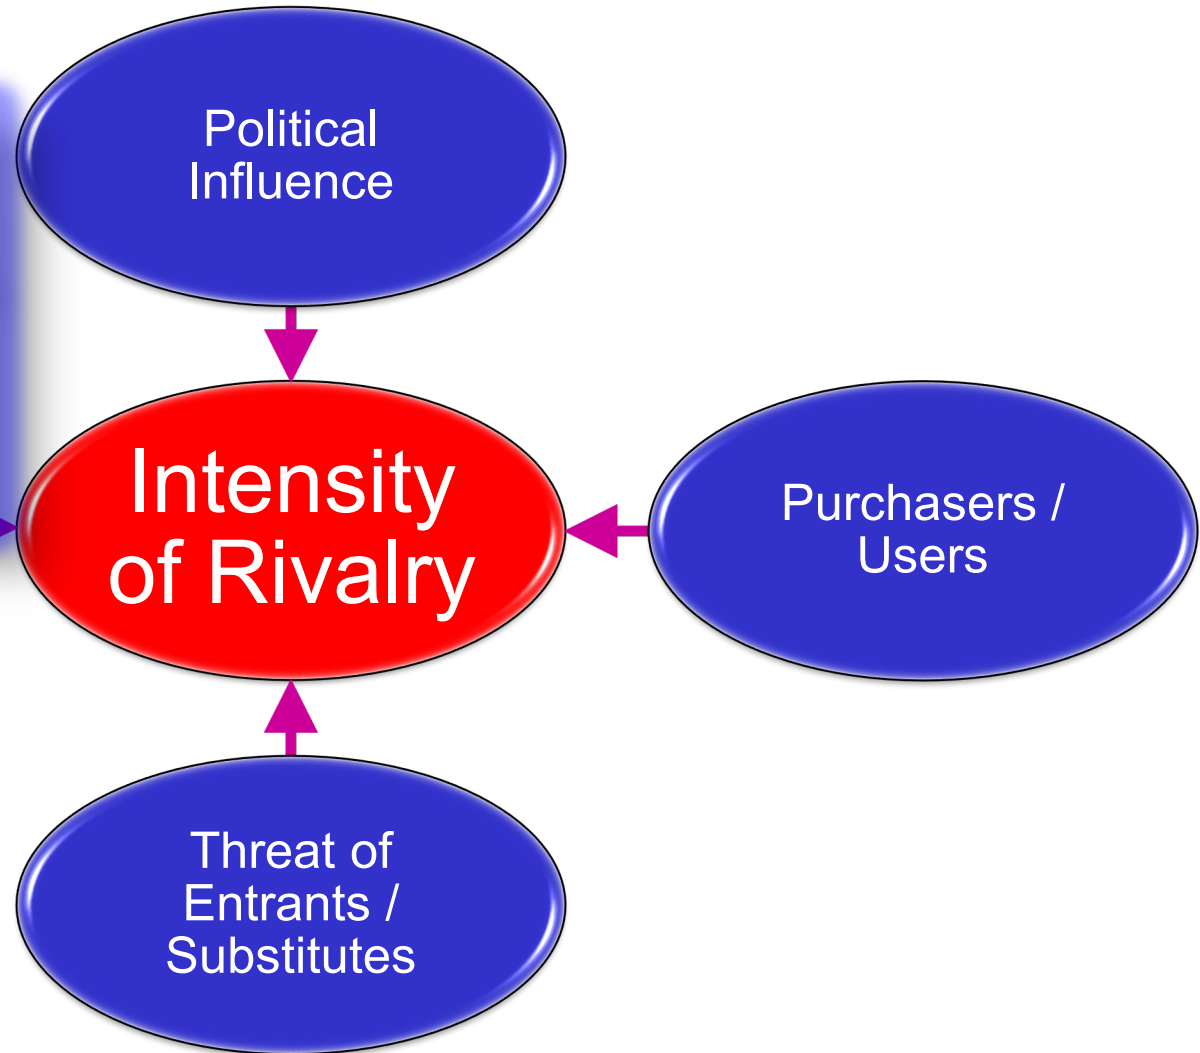 Political
Influence
Intensity
of Rivalry
Purchasers /
Users
Threat of
Entrants /
Substitutes